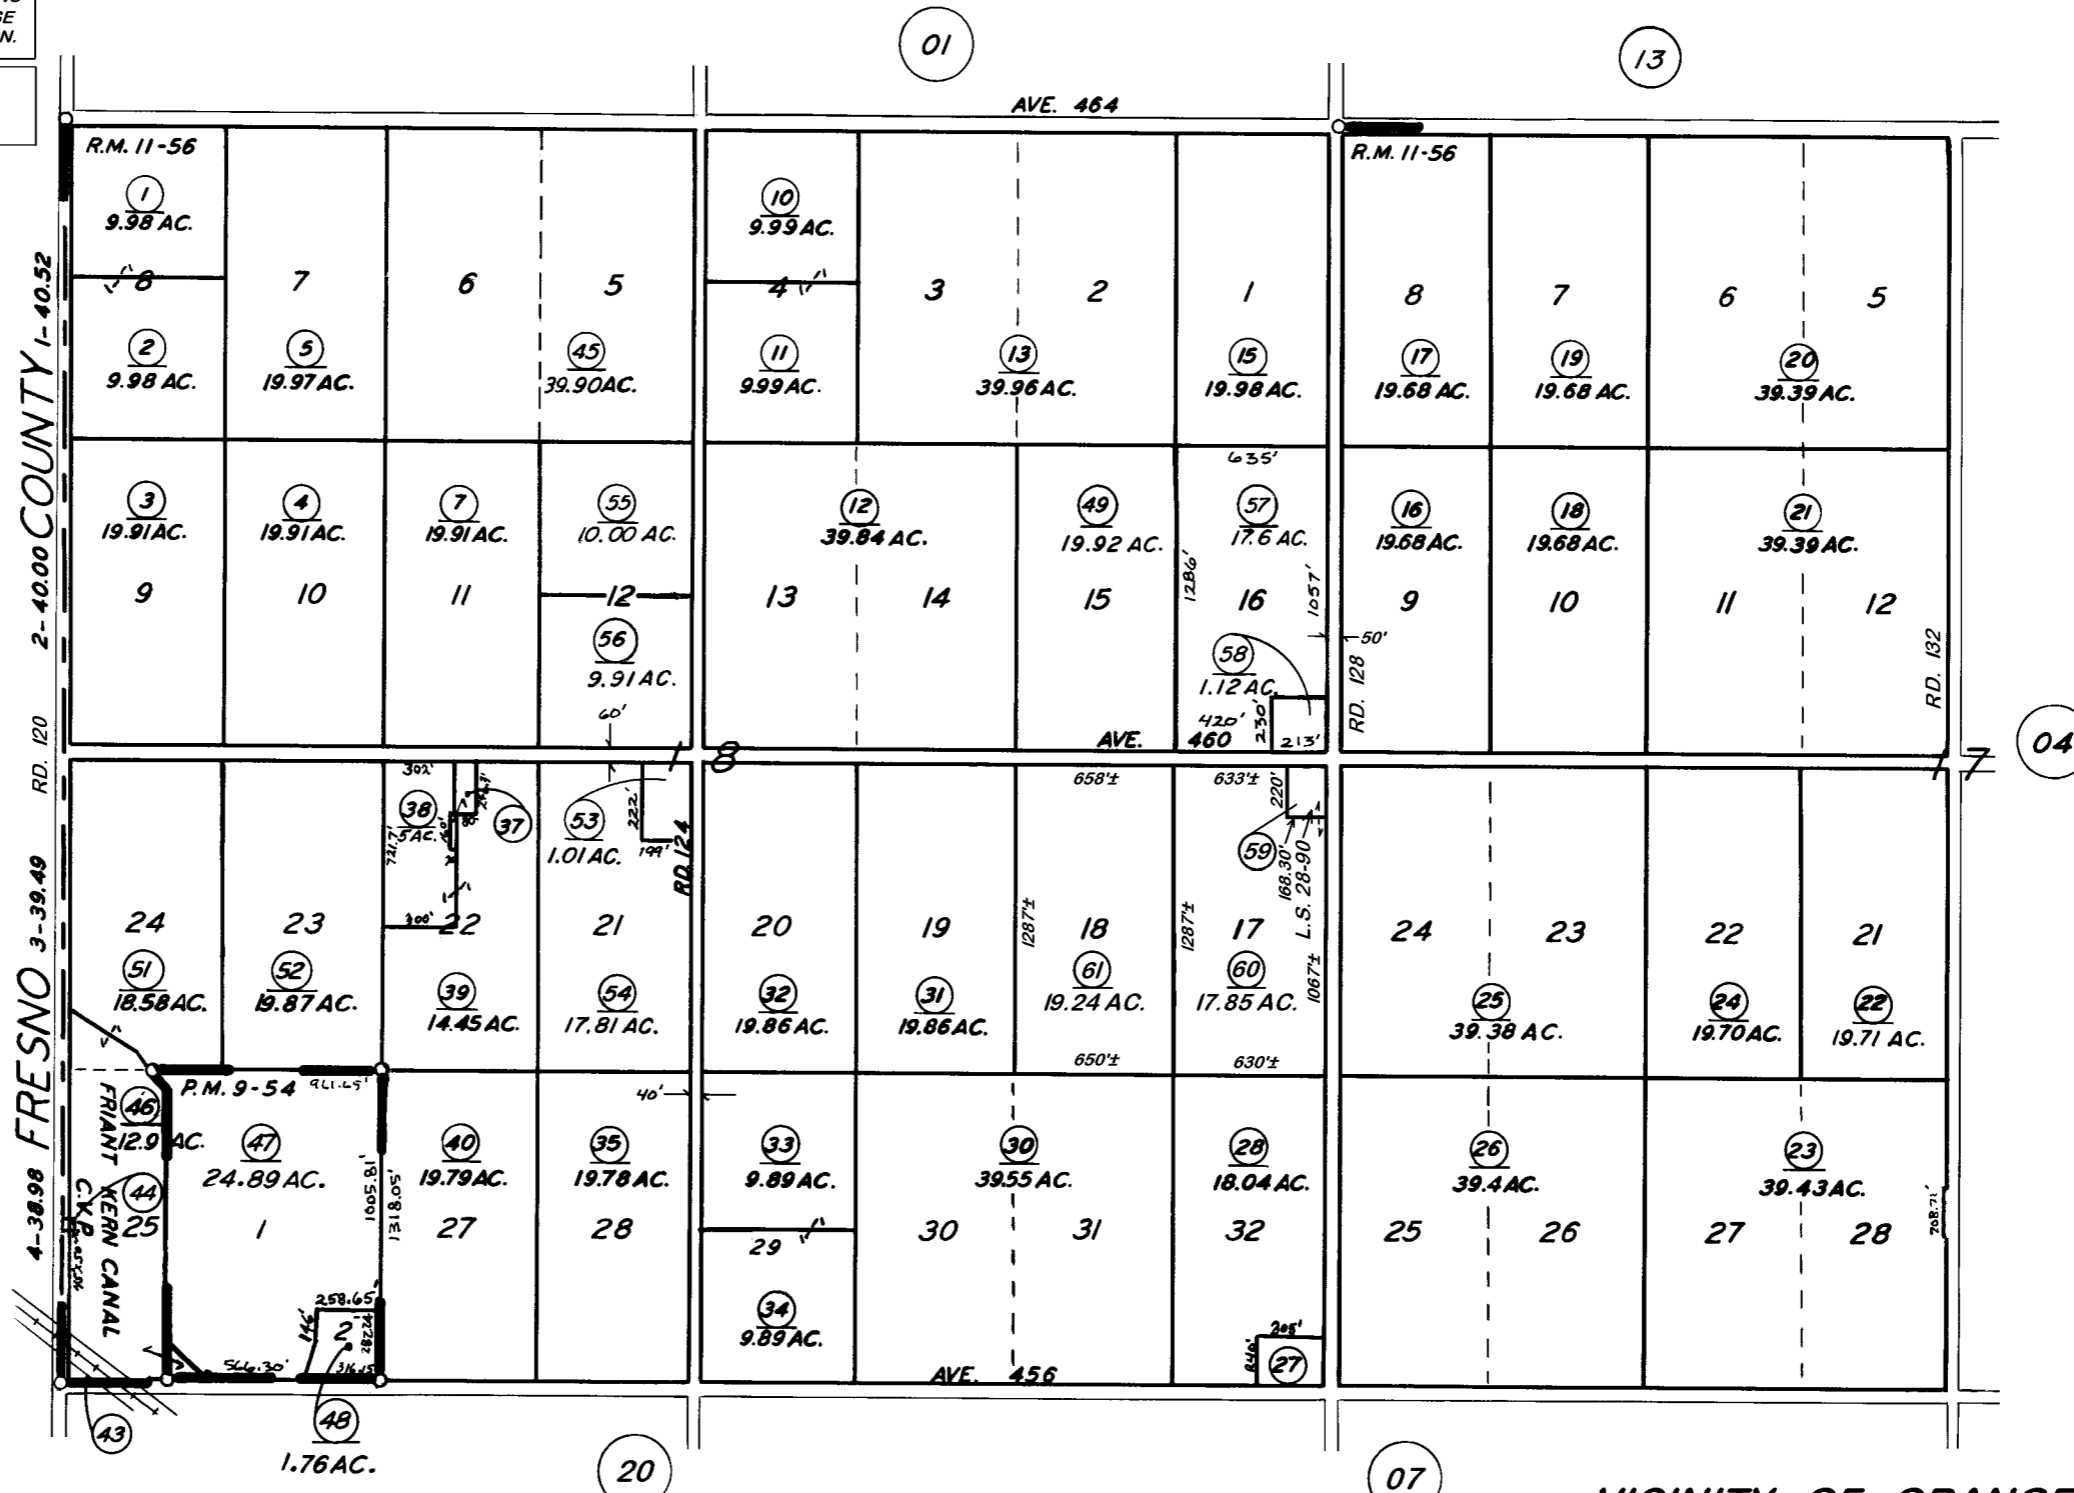 SE
N.
01
13
AVE. 464
R.M. 11-56
R.M. 11-56
1
9.98 AC.
10
9.99 AC.
8
7
6
5
4
3
2
1
8
7
6
5
2
9.98 AC.
5
19.97 AC.
45
39.90 AC.
11
9.99 AC.
13
39.96 AC.
15
19.98 AC.
17
19.68 AC.
19
19.68 AC.
20
39.39 AC.
635'
3
19.91 AC.
4
19.91 AC.
7
19.91 AC.
55
10.00 AC.
12
39.84 AC.
49
19.92 AC.
57
17.6 AC.
16
19.68 AC.
18
19.68 AC.
21
39.39 AC.
9
10
11
12
13
14
15
1286'
16
1057'
9
10
11
12
56
9.91 AC.
58
1.12 AC.
50'
RD. 128
RD. 132
60'
420'
230'
213'
AVE. 460
18
17
04
302'
38
5 AC.
721.7'
37
53
1.01 AC.
222'
199'
RD. 124
658'±
633'±
220'
59
168.30'
L.S. 28-90
24
23
22
21
20
19
1287'±
18
1287'±
17
1067'±
24
23
22
21
51
18.58 AC.
52
19.87 AC.
39
14.45 AC.
54
17.81 AC.
32
19.86 AC.
31
19.86 AC.
61
19.24 AC.
60
17.85 AC.
25
39.38 AC.
24
19.70 AC.
22
19.71 AC.
650'±
630'±
P.M. 9-54
40'
46
12.9 AC.
47
24.89 AC.
40
19.79 AC.
35
19.78 AC.
33
9.89 AC.
30
39.55 AC.
28
18.04 AC.
26
39.4 AC.
23
39.43 AC.
44
1005.81'
1318.05'
25
1
27
28
29
30
31
32
25
26
27
28
208.71'
FRIANT KERN CANAL
C.V.P.
258.65'
146'
2
566.30'
34
9.89 AC.
205'
27
AVE. 456
43
48
1.76 AC.
20
07
4-38.98 FRESNO 3-39.49 RD. 120 2-40.00 COUNTY 1-40.52
VICINITY OF ORANGE